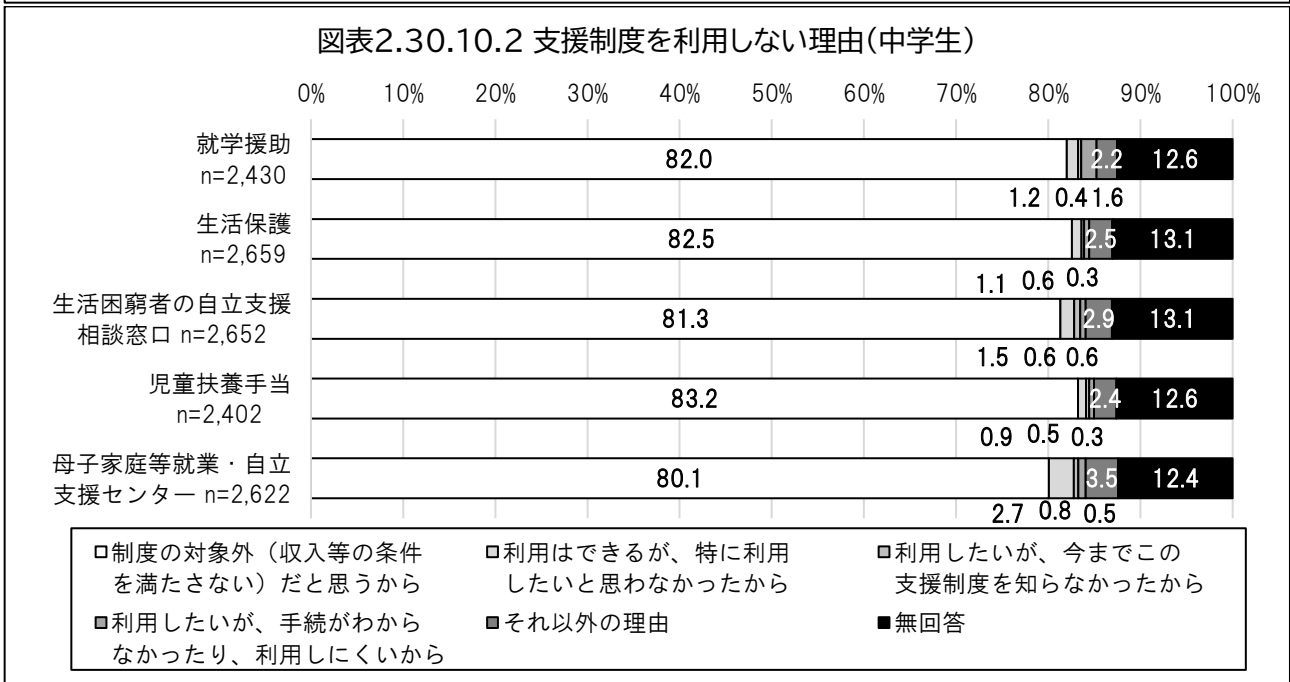 図表2.30.10.2 支援制度を利用しない理由(中学生)
0% 10% 20% 30% 40% 50% 60% 70% 80% 90% 100%
就学援助
n=2,430
82.0 2.2 12.6
1.2 0.4 1.6
生活保護
n=2,659
82.5 2.5 13.1
1.1 0.6 0.3
生活困窮者の自立支援
相談窓口 n=2,652
81.3 2.9 13.1
1.5 0.6 0.6
児童扶養手当
n=2,402
83.2 2.4 12.6
0.9 0.5 0.3
母子家庭等就業・自立
支援センター n=2,622
80.1 3.5 12.4
2.7 0.8 0.5
制度の対象外(収入等の条件
を満たさない)だと思うから
利用はできるが、特に利用
したいと思わなかったから
利用したいが、今までこの
支援制度を知らなかったから
利用したいが、手続がわから
なかったり、利用しにくいから
それ以外の理由
無回答